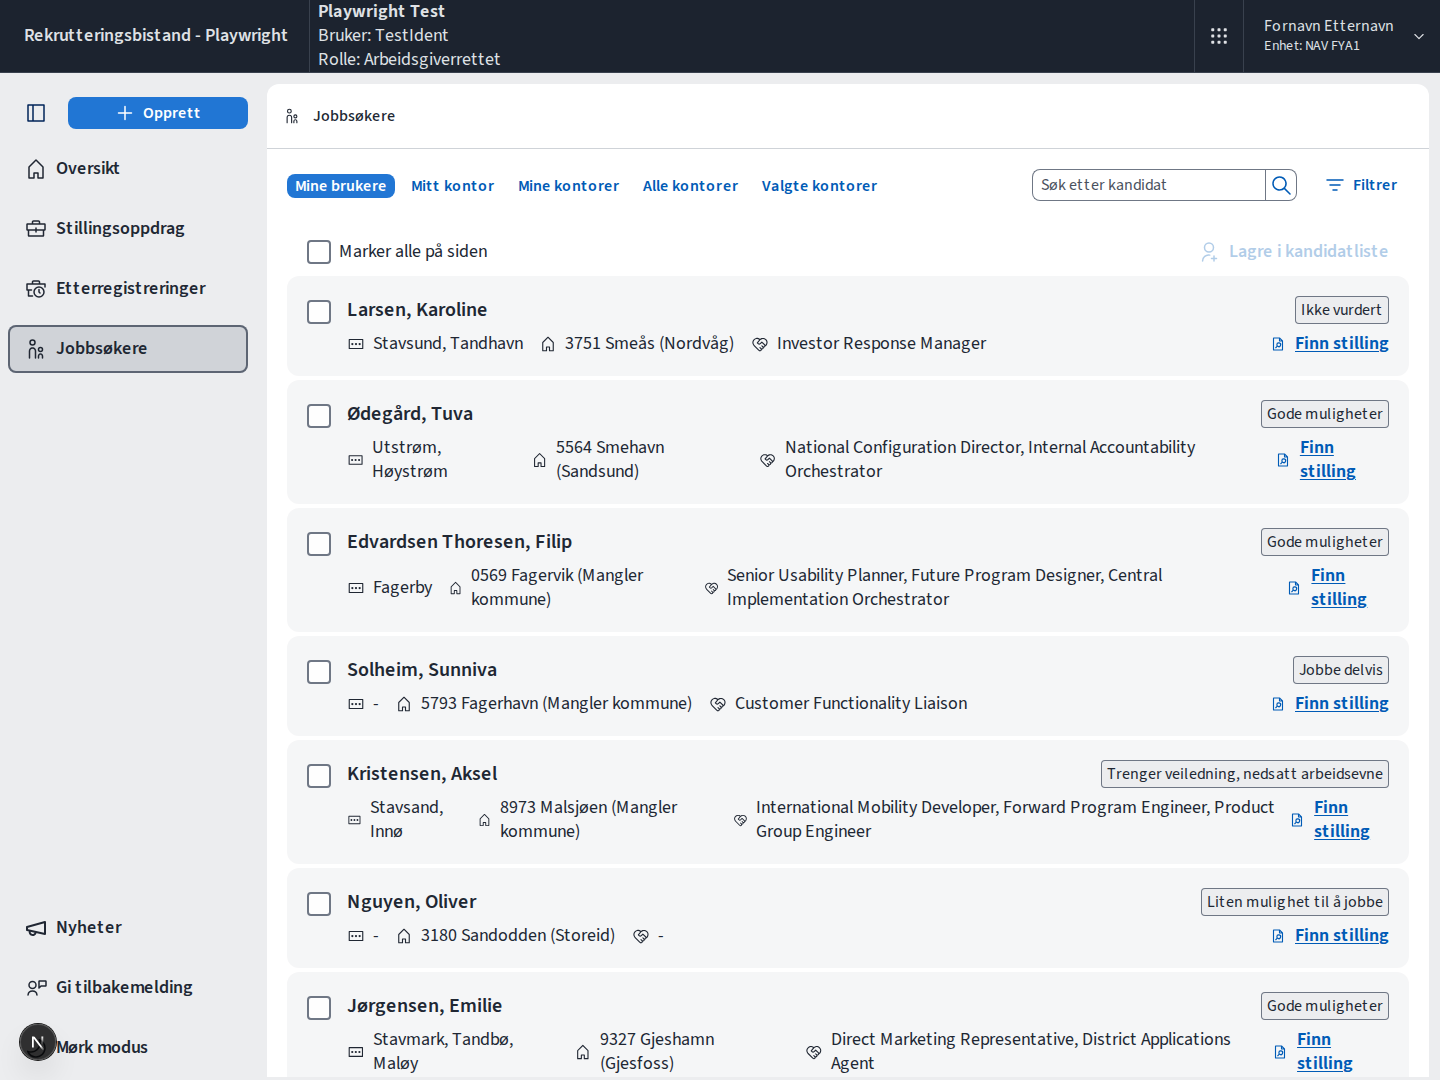 Rekrutteringsbistand - Playwright
Playwright Test
Bruker: TestIdent
Rolle: Arbeidsgiverrettet
Fornavn Etternavn
Enhet: NAV FYA1
Opprett
Oversikt
Stillingsoppdrag
Etterregistreringer
Jobbsøkere
Nyheter
Gi tilbakemelding
N
Mørk modus
Jobbsøkere
Mine brukere
Mitt kontor
Mine kontorer
Alle kontorer
Valgte kontorer
Søk etter kandidat
Filtrer
Marker alle på siden
Lagre i kandidatliste
Larsen, Karoline
Ikke vurdert
Stavsund, Tandhavn
3751 Smeås (Nordvåg)
Investor Response Manager
Finn stilling
Ødegård, Tuva
Gode muligheter
Utstrøm,
Høystrøm
5564 Smehavn
(Sandsund)
National Configuration Director, Internal Accountability
Orchestrator
Finn
stilling
Edvardsen Thoresen, Filip
Gode muligheter
Fagerby
0569 Fagervik (Mangler
kommune)
Senior Usability Planner, Future Program Designer, Central
Implementation Orchestrator
Finn
stilling
Solheim, Sunniva
Jobbe delvis
-
5793 Fagerhavn (Mangler kommune)
Customer Functionality Liaison
Finn stilling
Kristensen, Aksel
Trenger veiledning, nedsatt arbeidsevne
Stavsand,
Innø
8973 Malsjøen (Mangler
kommune)
International Mobility Developer, Forward Program Engineer, Product
Group Engineer
Finn
stilling
Nguyen, Oliver
Liten mulighet til å jobbe
-
3180 Sandodden (Storeid)
-
Finn stilling
Jørgensen, Emilie
Gode muligheter
Stavmark, Tandbø,
Maløy
9327 Gjeshamn
(Gjesfoss)
Direct Marketing Representative, District Applications
Agent
Finn
stilling